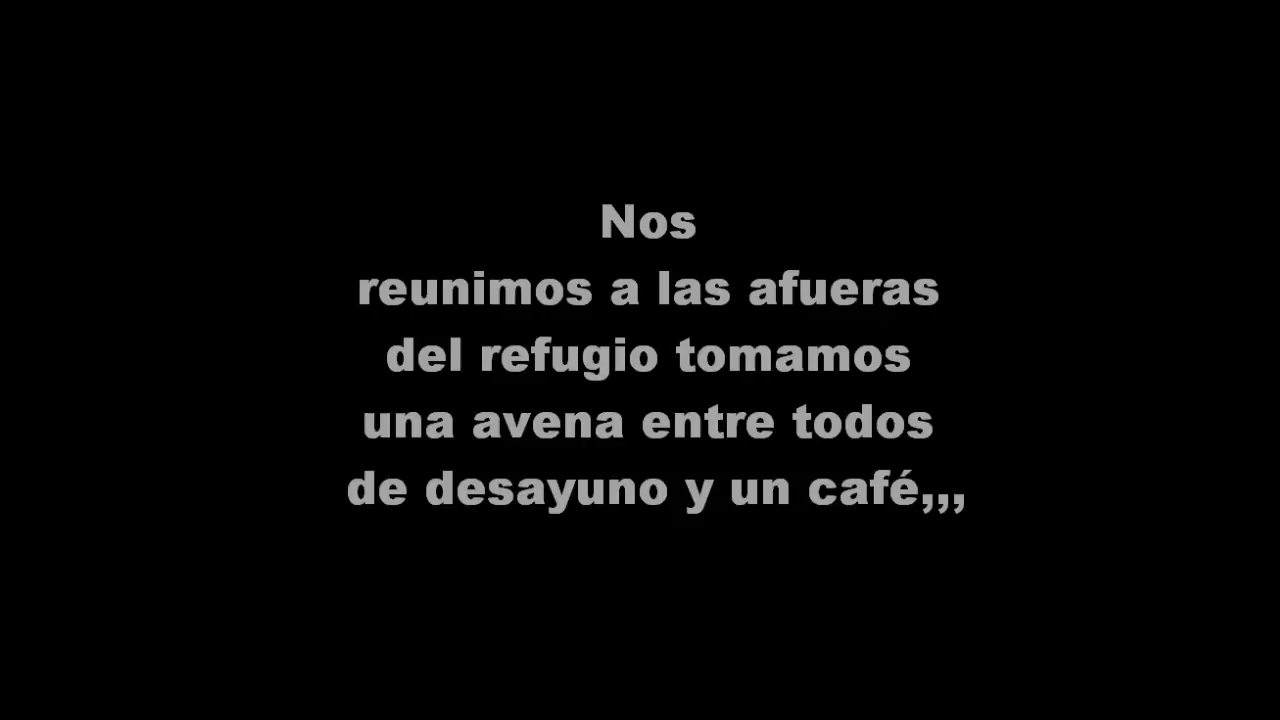 Nos
reunimos a las afueras
del refugio tomamos
una avena entre todos
de desayuno y un café,,,